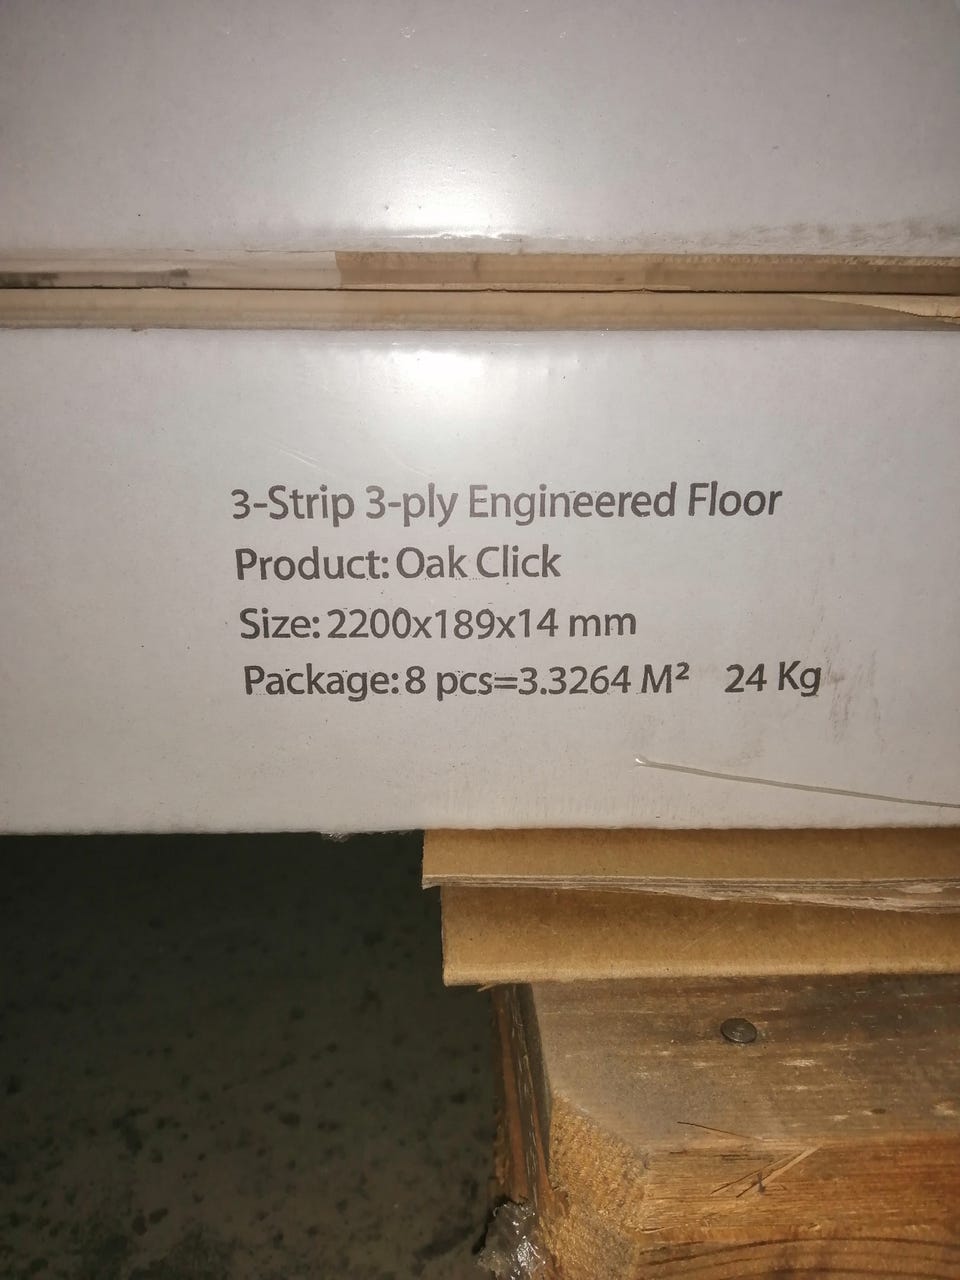 3-Strip 3-ply Engineered Floor
Product: Oak Click
Size: 2200x189x14 mm
Package: 8 pcs=3.3264 M² 24 Kg